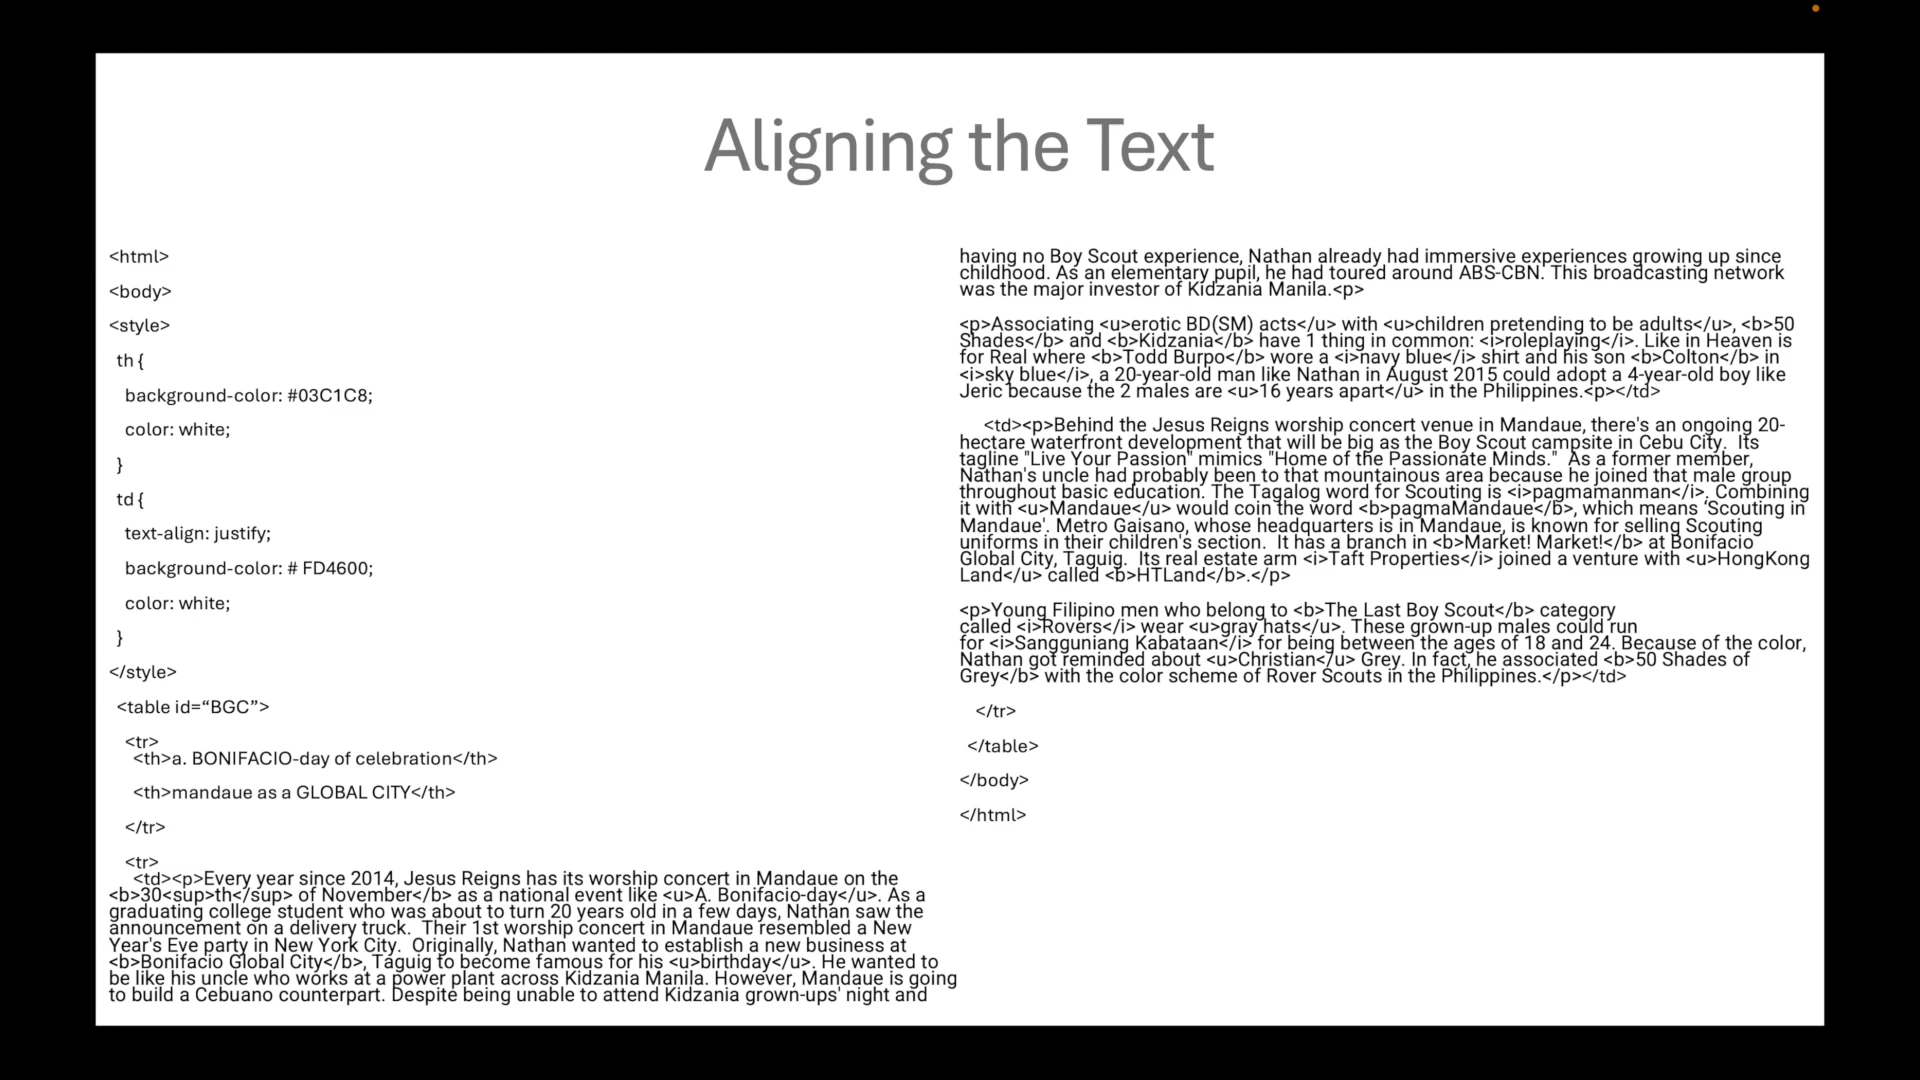 Aligning the Text
<html>
<body>
<style>
th {
background-color: #03C1C8;
color: white;
}
td {
text-align: justify;
background-color: # FD4600;
color: white;
}
</style>
<table id=“BGC”>
<tr>
<th>a. BONIFACIO-day of celebration</th>
<th>mandaue as a GLOBAL CITY</th>
</tr>
<tr>
<td><p>Every year since 2014, Jesus Reigns has its worship concert in Mandaue on the
<b>30<sup>th</sup> of November</b> as a national event like <u>A. Bonifacio-day</u>. As a
graduating college student who was about to turn 20 years old in a few days, Nathan saw the
announcement on a delivery truck.  Their 1st worship concert in Mandaue resembled a New
Year's Eve party in New York City.  Originally, Nathan wanted to establish a new business at
<b>Bonifacio Global City</b>, Taguig to become famous for his <u>birthday</u>. He wanted to
be like his uncle who works at a power plant across Kidzania Manila. However, Mandaue is going
to build a Cebuano counterpart. Despite being unable to attend Kidzania grown-ups' night and
having no Boy Scout experience, Nathan already had immersive experiences growing up since
childhood. As an elementary pupil, he had toured around ABS-CBN. This broadcasting network
was the major investor of Kidzania Manila.<p>
<p>Associating <u>erotic BD(SM) acts</u> with <u>children pretending to be adults</u>, <b>50
Shades</b> and <b>Kidzania</b> have 1 thing in common: <i>roleplaying</i>. Like in Heaven is
for Real where <b>Todd Burpo</b> wore a <i>navy blue</i> shirt and his son <b>Colton</b> in
<i>sky blue</i>, a 20-year-old man like Nathan in August 2015 could adopt a 4-year-old boy like
Jeric because the 2 males are <u>16 years apart</u> in the Philippines.<p></td>
<td><p>Behind the Jesus Reigns worship concert venue in Mandaue, there's an ongoing 20-
hectare waterfront development that will be big as the Boy Scout campsite in Cebu City.  Its
tagline "Live Your Passion" mimics "Home of the Passionate Minds."  As a former member,
Nathan's uncle had probably been to that mountainous area because he joined that male group
throughout basic education. The Tagalog word for Scouting is <i>pagmamanman</i>. Combining
it with <u>Mandaue</u> would coin the word <b>pagmaMandaue</b>, which means 'Scouting in
Mandaue'. Metro Gaisano, whose headquarters is in Mandaue, is known for selling Scouting
uniforms in their children's section.  It has a branch in <b>Market! Market!</b> at Bonifacio
Global City, Taguig.  Its real estate arm <i>Taft Properties</i> joined a venture with <u>HongKong
Land</u> called <b>HTLand</b>.</p>
<p>Young Filipino men who belong to <b>The Last Boy Scout</b> category
called <i>Rovers</i> wear <u>gray hats</u>. These grown-up males could run
for <i>Sangguniang Kabataan</i> for being between the ages of 18 and 24. Because of the color,
Nathan got reminded about <u>Christian</u> Grey. In fact, he associated <b>50 Shades of
Grey</b> with the color scheme of Rover Scouts in the Philippines.</p></td>
</tr>
</table>
</body>
</html>